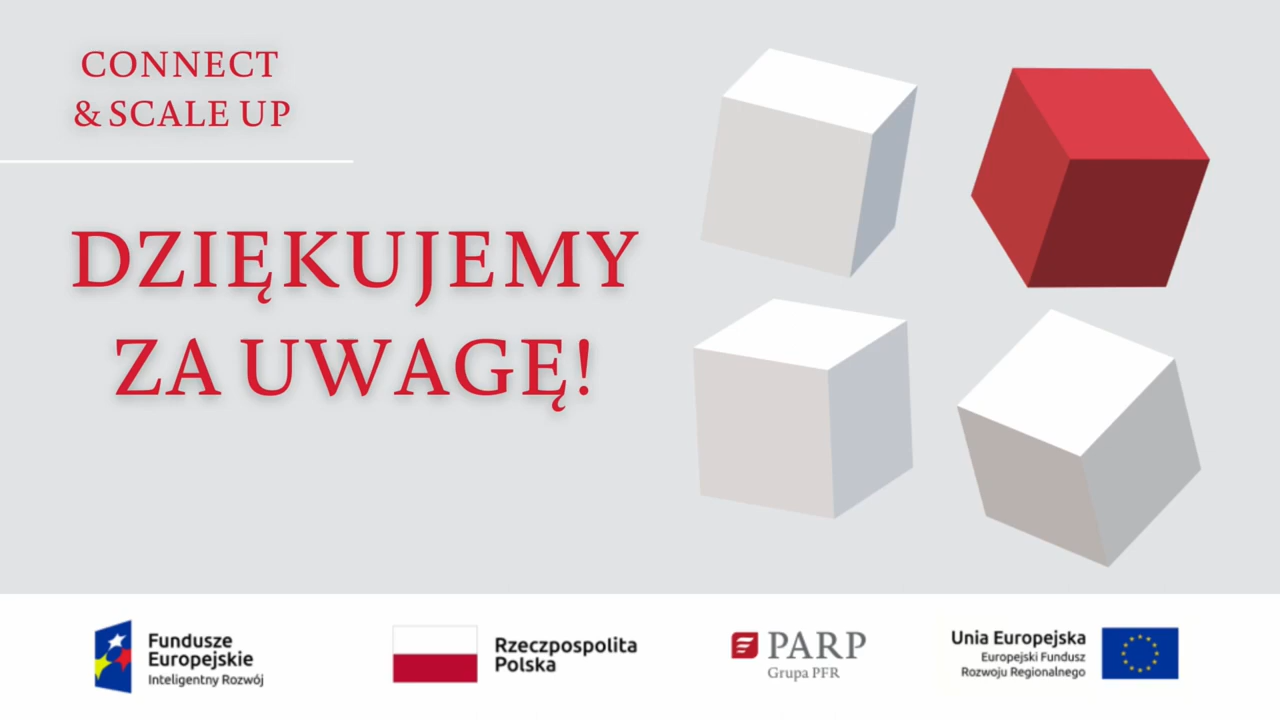 CONNECT
& SCALE UP
DZIĘKUJEMY
ZA UWAGĘ!
Fundusze
Europejskie
Inteligentny Rozwój
Rzeczpospolita
Polska
PARP
Grupa PFR
Unia Europejska
Europejski Fundusz
Rozwoju Regionalnego